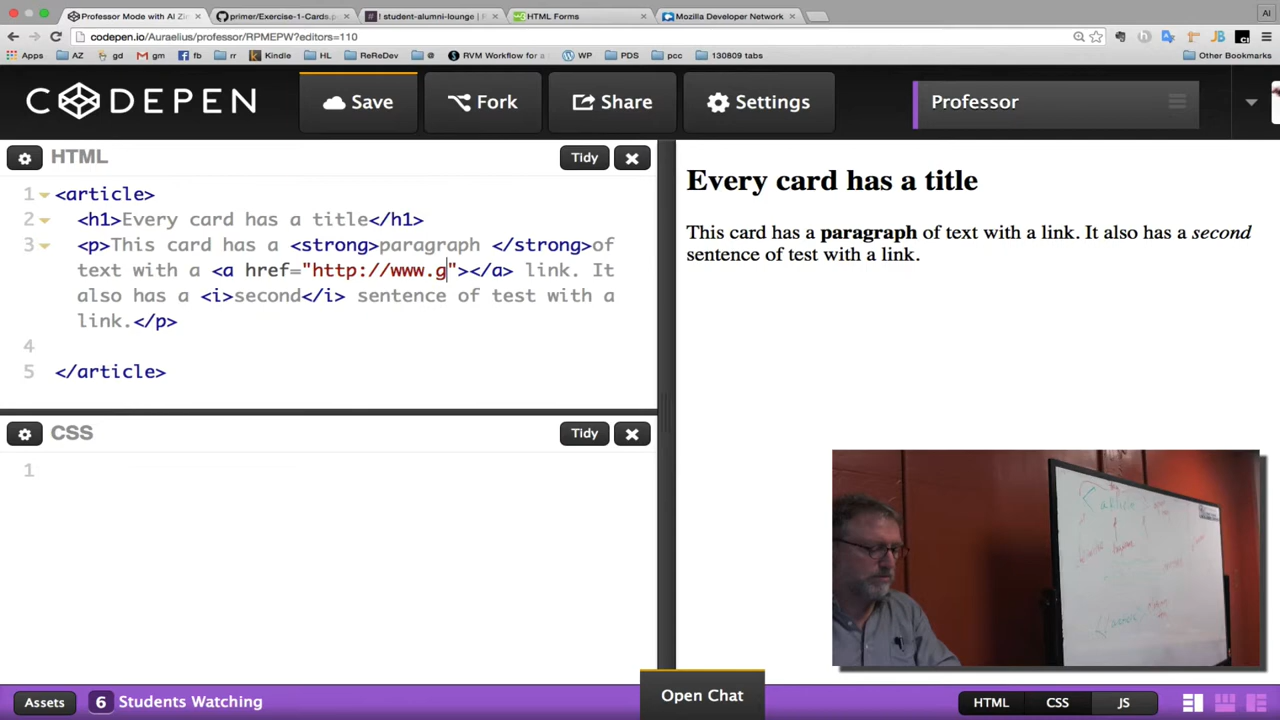 Professor Mode with Al Zin
primer/Exercise-1-Cards.p
! student-alumni-lounge |
HTML Forms
Mozilla Developer Network
Al
codepen.io/Auraelius/professor/RPMEPW?editors=110
Apps
AZ
gd
gm
fb
rr
Kindle
HL
ReReDev
@
RVM Workflow for
WP
PDS
pcc
130809 tabs
Other Bookmarks
CODEPEN
Save
Fork
Share
Settings
Professor
HTML
Tidy
1 <article>
2 <h1>Every card has a title</h1>
3 <p>This card has a <strong>paragraph </strong>of
text with a <a href="http://www.g"></a> link. It
also has a <i>second</i> sentence of test with a
link.</p>
4
5 </article>
CSS
Tidy
1
Every card has a title
This card has a paragraph of text with a link. It also has a second
sentence of test with a link.
Assets
6 Students Watching
Open Chat
HTML
CSS
JS